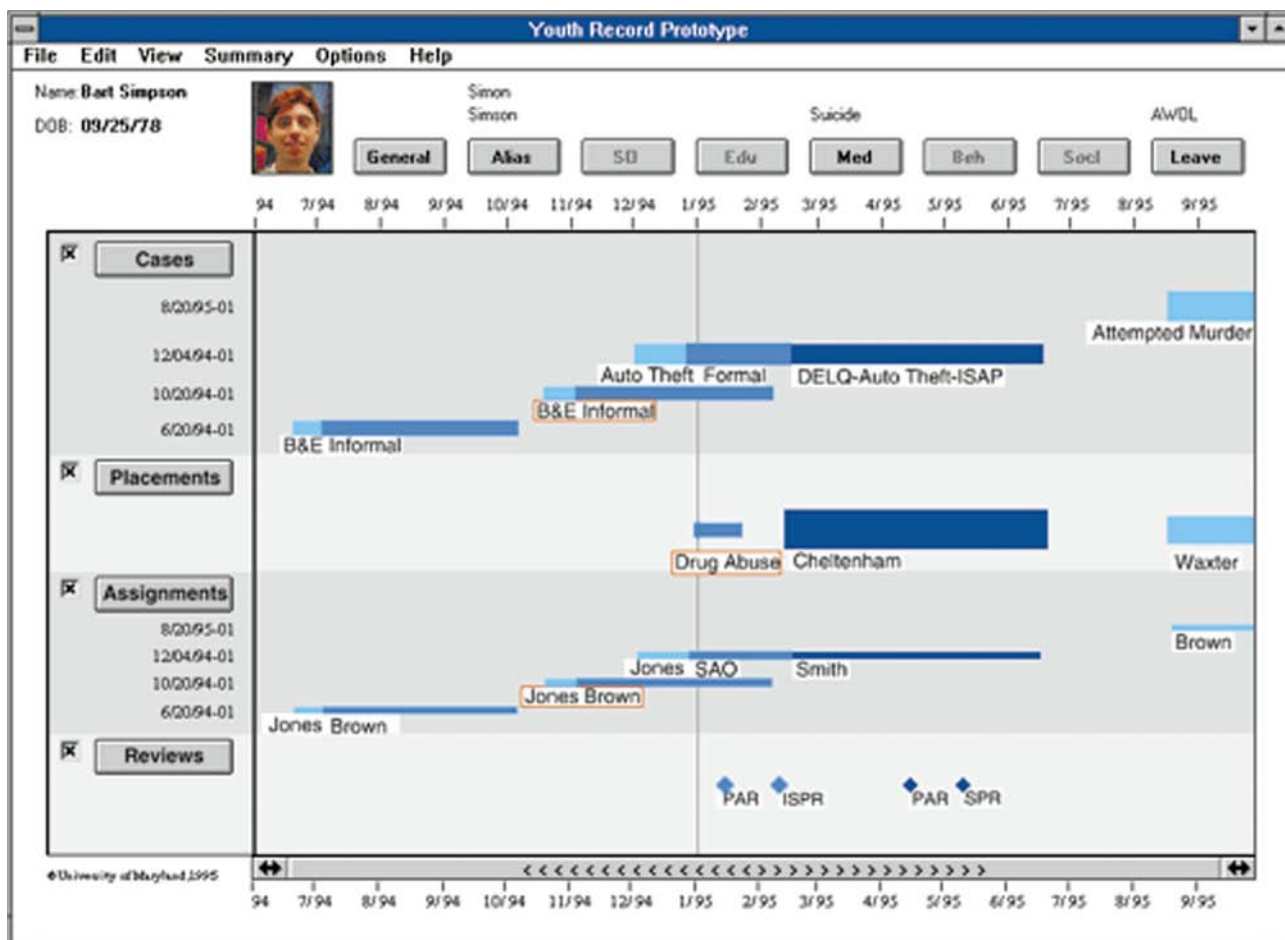 Youth Record Prototype
File Edit View Summary Options Help
Name: Bart Simpson
DOB: 09/25/78
Simon
Simson
Suicide
AWOL
General Alias SO Edu Med Beh Socl Leave
94 7/94 8/94 9/94 10/94 11/94 12/94 1/95 2/95 3/95 4/95 5/95 6/95 7/95 8/95 9/95
Cases
8/20/95-01
Attempted Murder
12/04/94-01
Auto Theft Formal DELQ-Auto Theft-ISAP
10/20/94-01
B&E Informal
6/20/94-01
B&E Informal
Placements
Drug Abuse Cheltenham Waxter
Assignments
8/20/95-01
Brown
12/04/94-01
Jones SAO Smith
10/20/94-01
Jones Brown
6/20/94-01
Jones Brown
Reviews
PAR ISPR PAR SPR
©University of Maryland,1995
< < < < < < < < < < < < < < < > > > > > > > > > > > > > > >
94 7/94 8/94 9/94 10/94 11/94 12/94 1/95 2/95 3/95 4/95 5/95 6/95 7/95 8/95 9/95